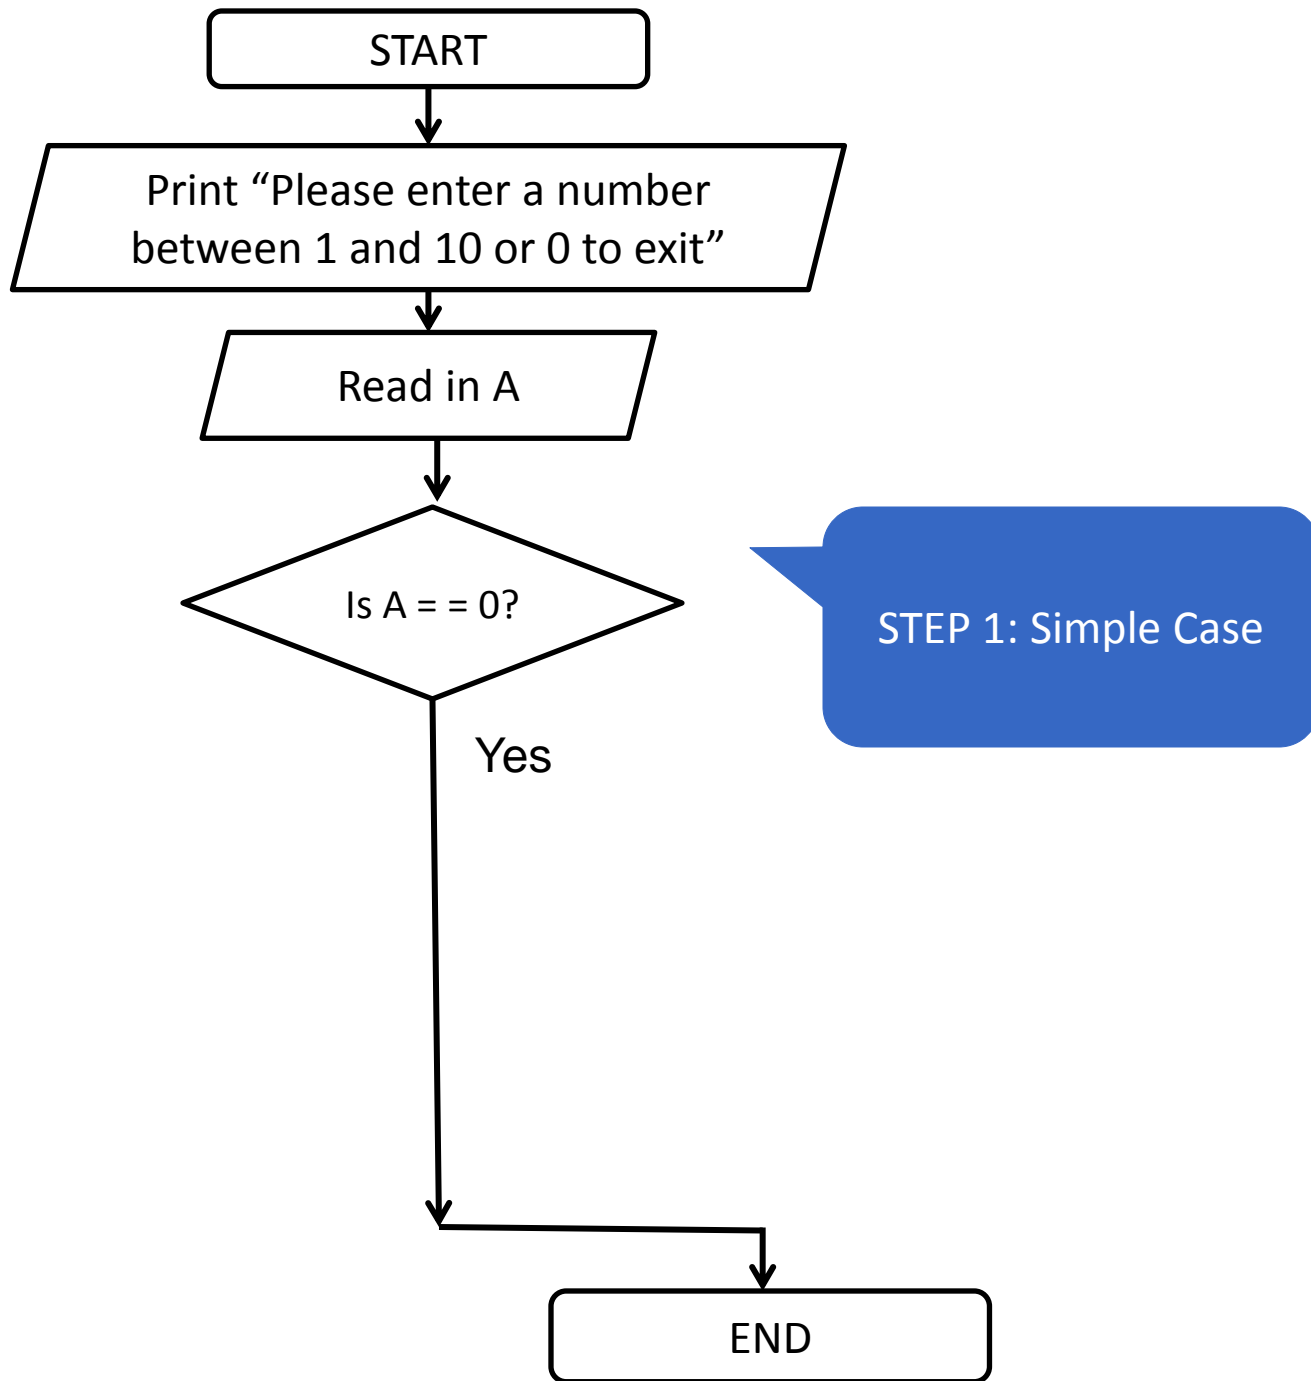 START
Print “Please enter a number
between 1 and 10 or 0 to exit”
Read in A
Is A = = 0?
STEP 1: Simple Case
Yes
END